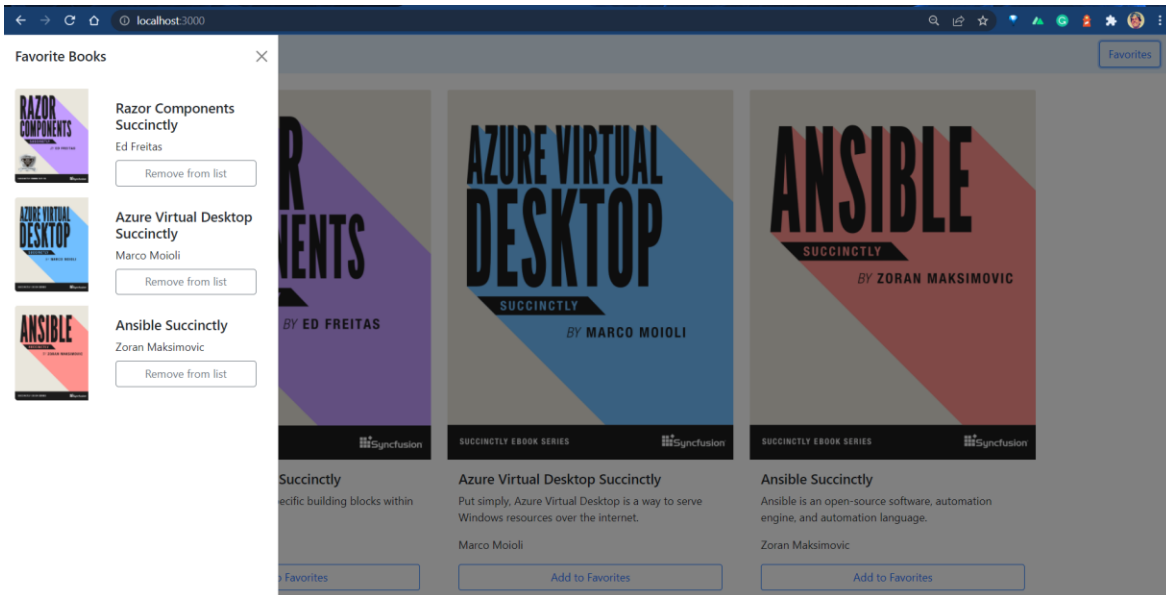 localhost:3000
Favorite Books
Favorites
RAZOR
COMPONENTS
Razor Components
Succinctly
Ed Freitas
Remove from list
AZURE VIRTUAL
DESKTOP
Azure Virtual Desktop
Succinctly
Marco Moioli
Remove from list
ANSIBLE
Ansible Succinctly
Zoran Maksimovic
Remove from list
R
NENTS
BY ED FREITAS
Syncfusion
Succinctly
ecific building blocks within
o Favorites
AZURE VIRTUAL
DESKTOP
SUCCINCTLY
BY MARCO MOIOLI
SUCCINCTLY EBOOK SERIES
Syncfusion
Azure Virtual Desktop Succinctly
Put simply, Azure Virtual Desktop is a way to serve
Windows resources over the internet.
Marco Moioli
Add to Favorites
ANSIBLE
SUCCINCTLY
BY ZORAN MAKSIMOVIC
SUCCINCTLY EBOOK SERIES
Syncfusion
Ansible Succinctly
Ansible is an open-source software, automation
engine, and automation language.
Zoran Maksimovic
Add to Favorites